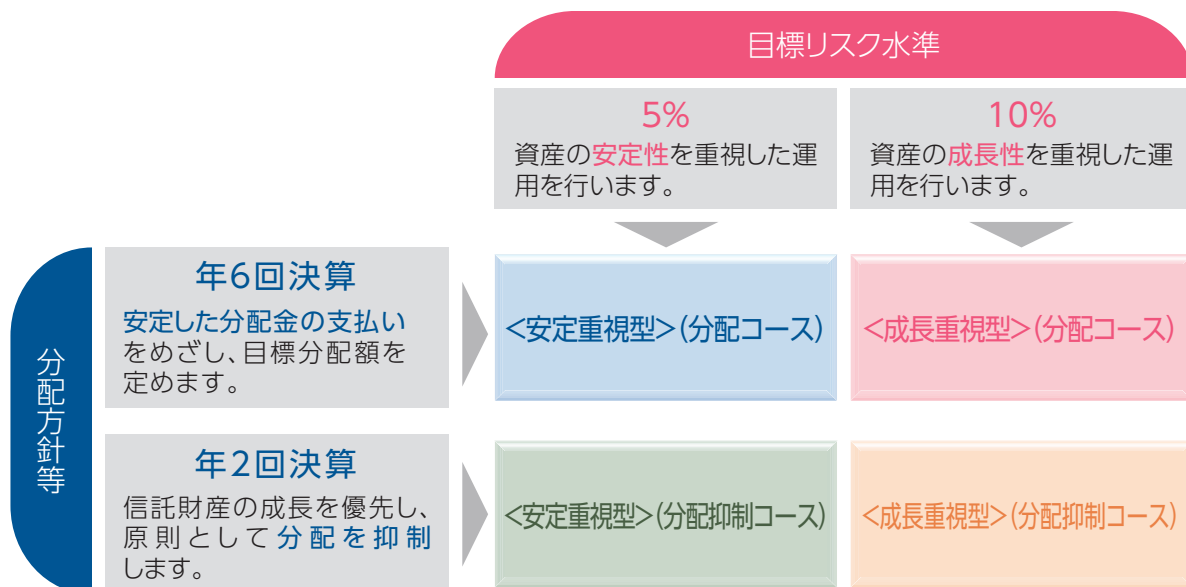 目標リスク水準
5%
資産の安定性を重視した運
用を行います。
10%
資産の成長性を重視した運
用を行います。
分配方針等
年6回決算
安定した分配金の支払い
をめざし、目標分配額を
定めます。
<安定重視型>(分配コース)
<成長重視型>(分配コース)
年2回決算
信託財産の成長を優先し、
原則として分配を抑制
します。
<安定重視型>(分配抑制コース)
<成長重視型>(分配抑制コース)